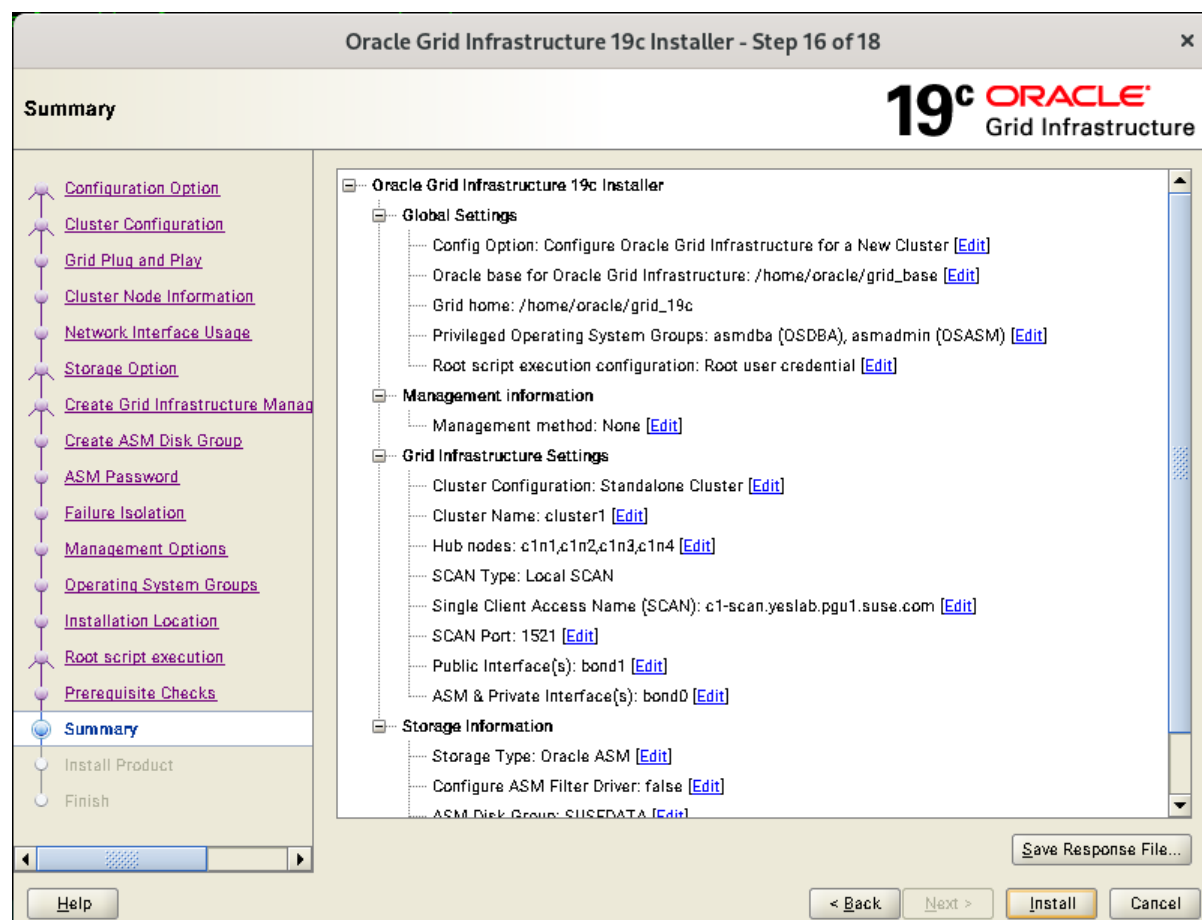 Oracle Grid Infrastructure 19c Installer - Step 16 of 18
Summary
19c ORACLE
Grid Infrastructure
Configuration Option
Cluster Configuration
Grid Plug and Play
Cluster Node Information
Network Interface Usage
Storage Option
Create Grid Infrastructure Manag
Create ASM Disk Group
ASM Password
Failure Isolation
Management Options
Operating System Groups
Installation Location
Root script execution
Prerequisite Checks
Summary
Install Product
Finish
Oracle Grid Infrastructure 19c Installer
Global Settings
Config Option: Configure Oracle Grid Infrastructure for a New Cluster [Edit]
Oracle base for Oracle Grid Infrastructure: /home/oracle/grid_base [Edit]
Grid home: /home/oracle/grid_19c
Privileged Operating System Groups: asmdba (OSDBA), asmadmin (OSASM) [Edit]
Root script execution configuration: Root user credential [Edit]
Management information
Management method: None [Edit]
Grid Infrastructure Settings
Cluster Configuration: Standalone Cluster [Edit]
Cluster Name: cluster1 [Edit]
Hub nodes: c1n1,c1n2,c1n3,c1n4 [Edit]
SCAN Type: Local SCAN
Single Client Access Name (SCAN): c1-scan.yeslab.pgu1.suse.com [Edit]
SCAN Port: 1521 [Edit]
Public Interface(s): bond1 [Edit]
ASM & Private Interface(s): bond0 [Edit]
Storage Information
Storage Type: Oracle ASM [Edit]
Configure ASM Filter Driver: false [Edit]
ASM Disk Group: SUSEDATA [Edit]
Save Response File...
Help
< Back
Next >
Install
Cancel